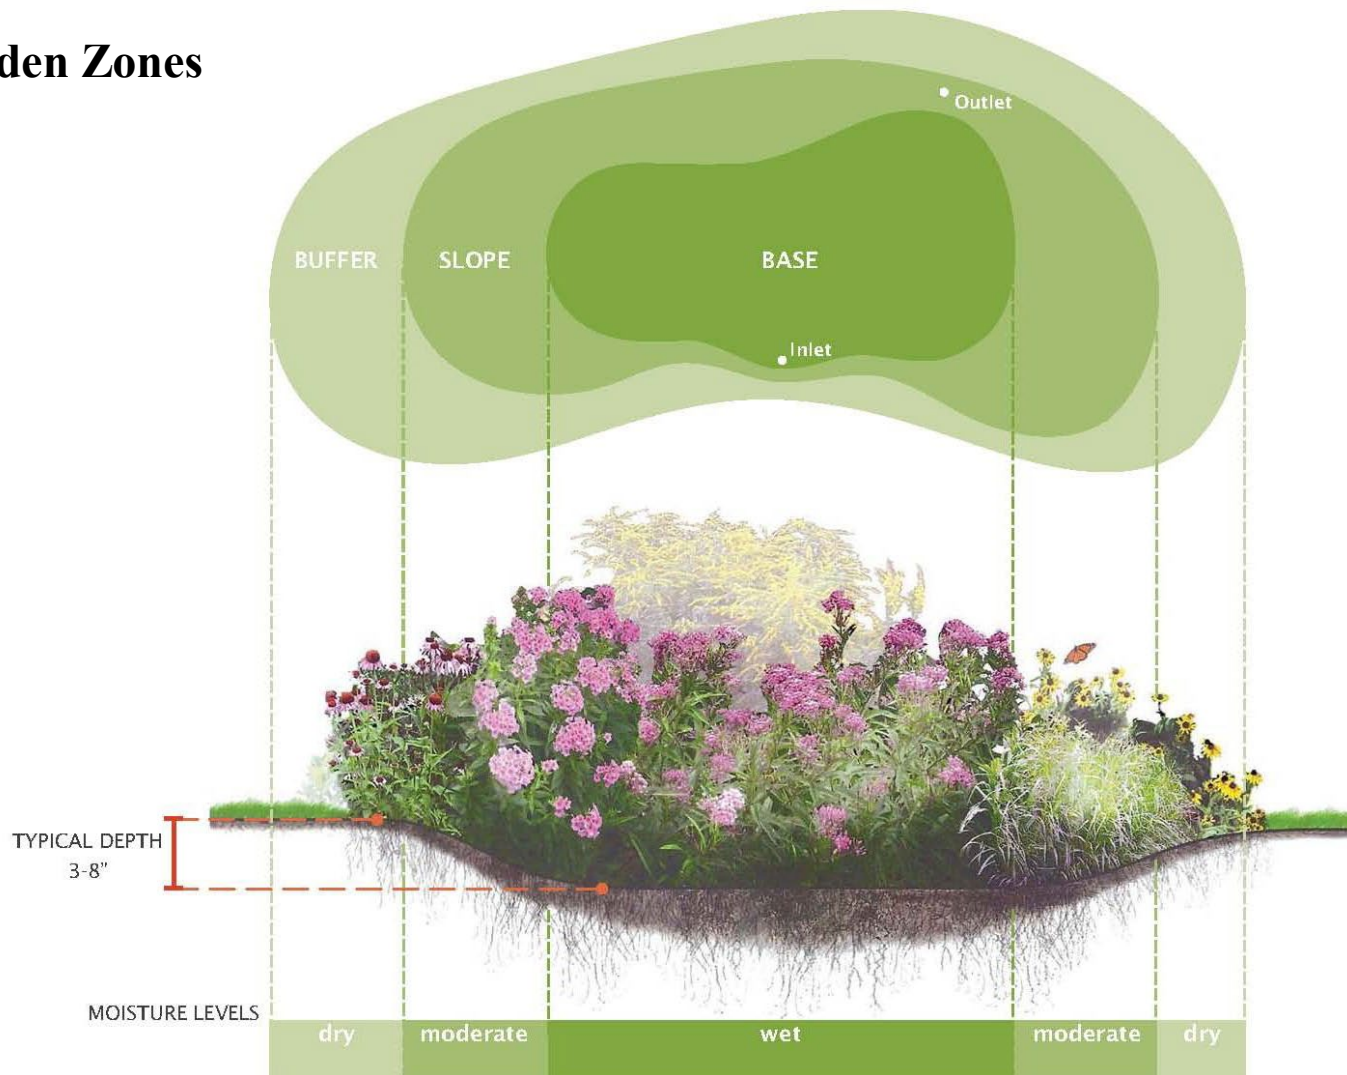 den Zones
Outlet
BUFFER SLOPE BASE
Inlet
TYPICAL DEPTH
3-8"
MOISTURE LEVELS
dry moderate wet moderate dry